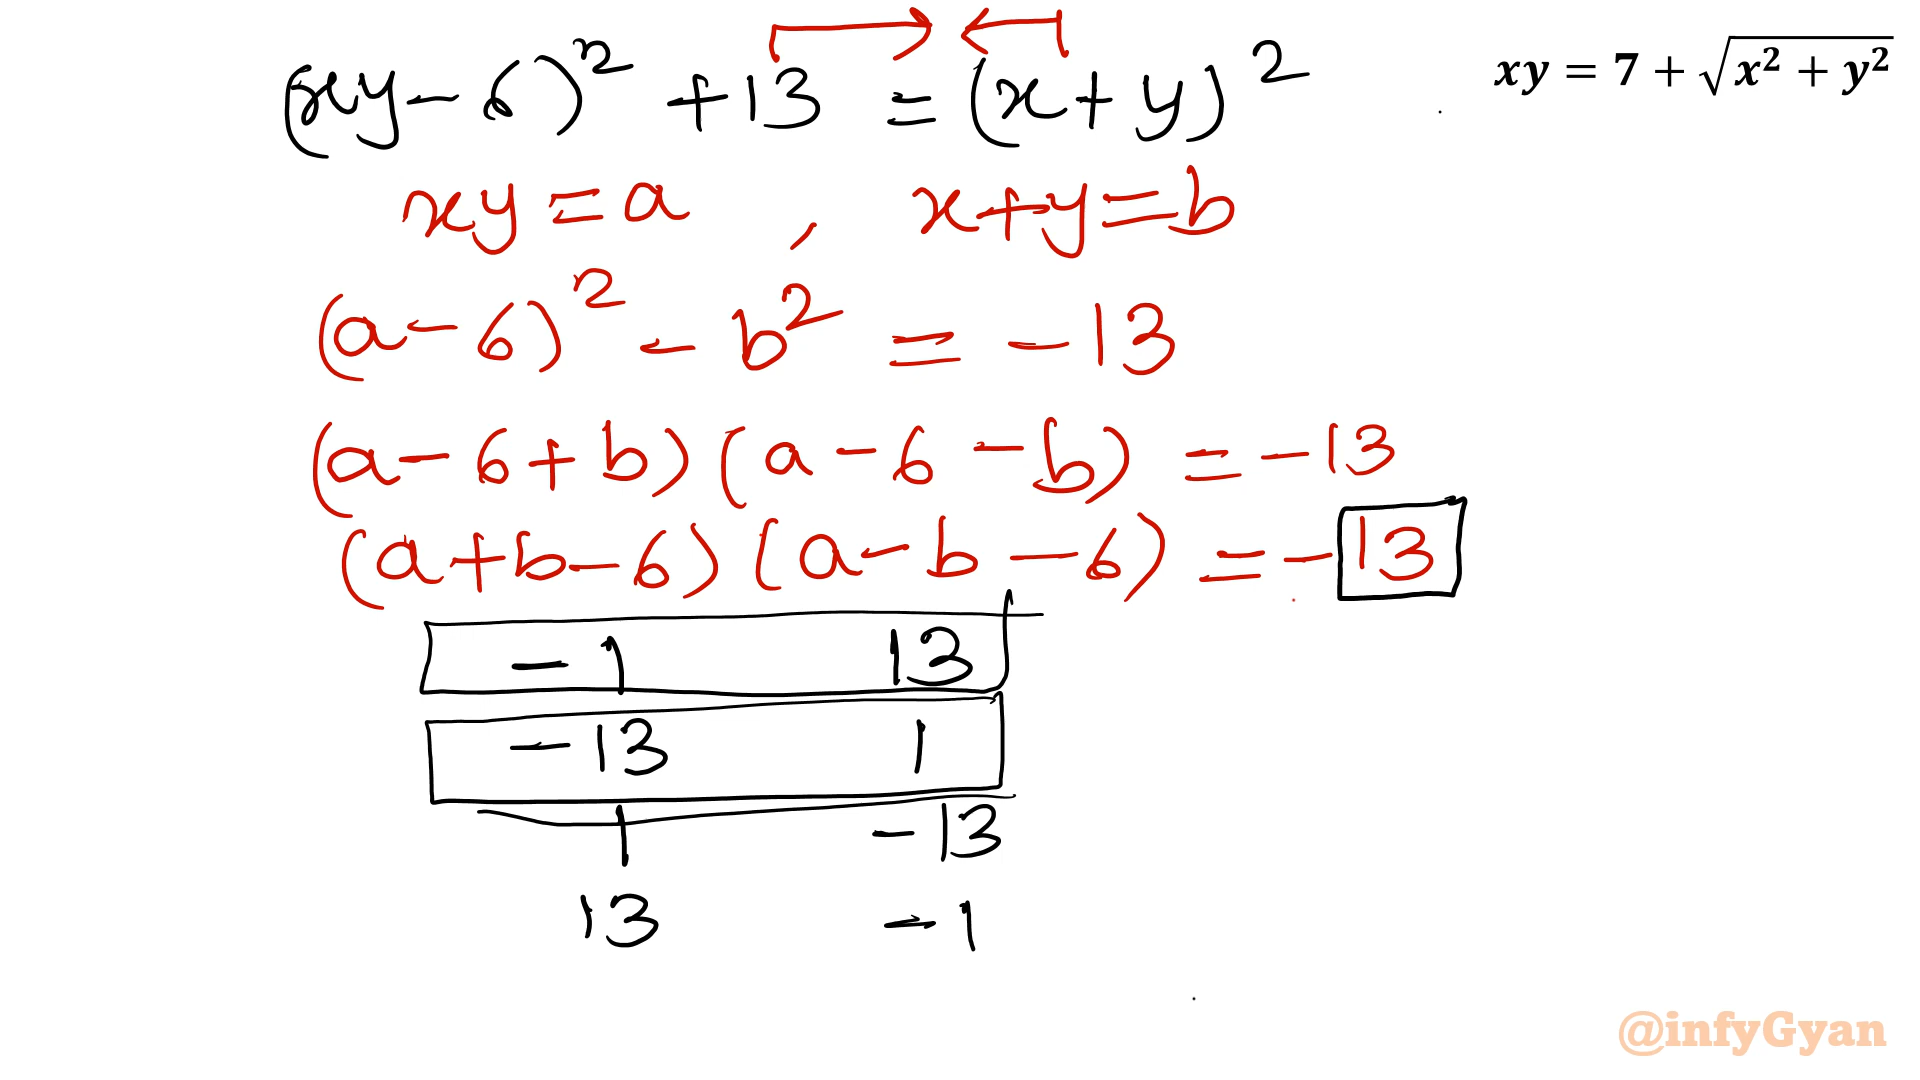 (xy - 6)² + 13 = (x + y)²
xy = 7 + √(x² + y²)
xy = a , x + y = b
(a - 6)² - b² = - 13
(a - 6 + b) (a - 6 - b) = - 13
(a + b - 6) (a - b - 6) = - 13
- 1 13
- 13 1
1 - 13
13 - 1
@infyGyan